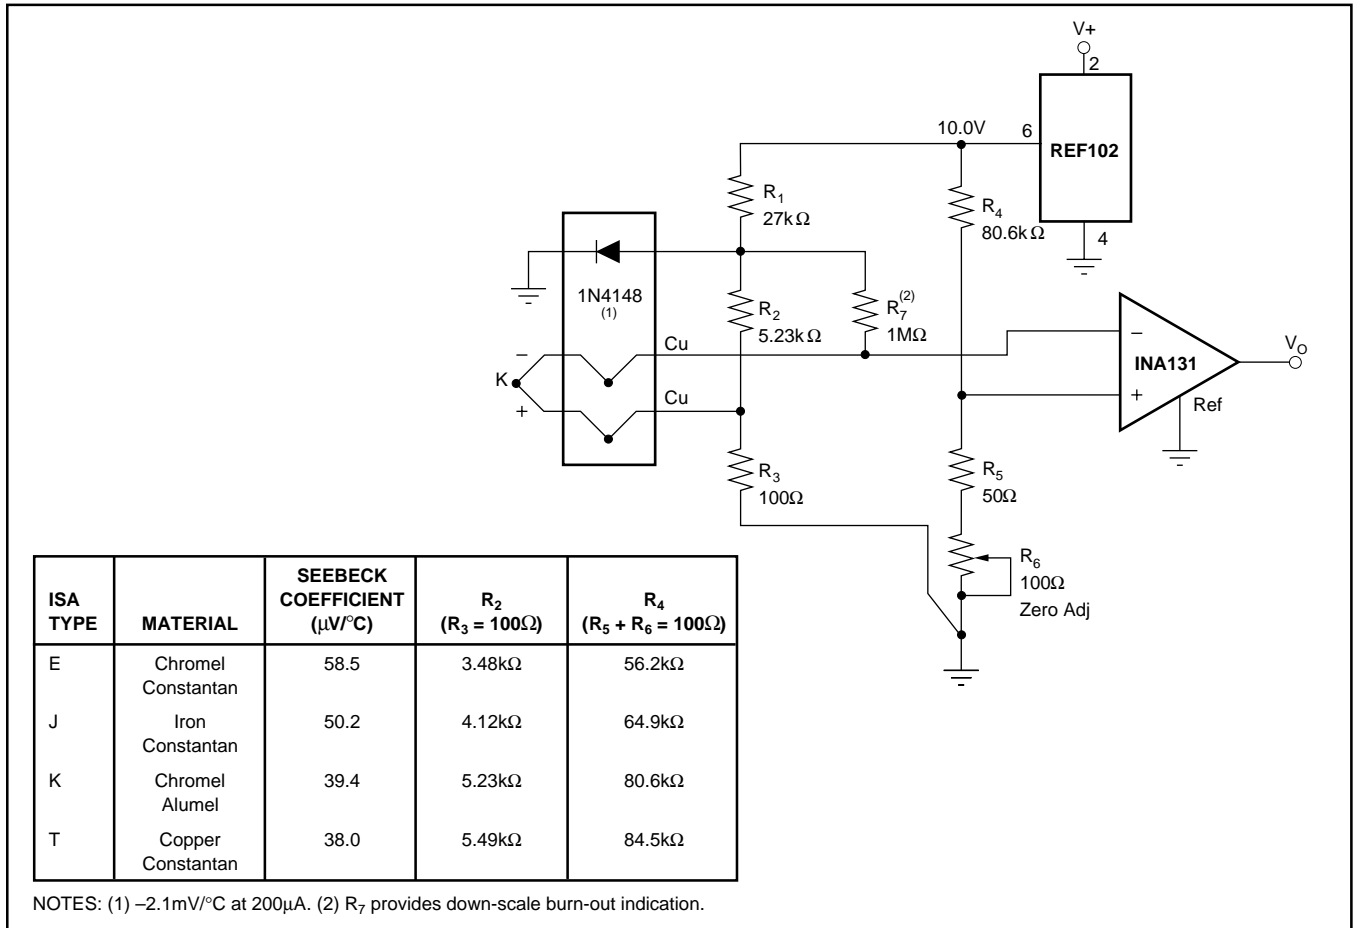 V+
2
10.0V
6
REF102
R1
27kΩ
R4
80.6kΩ
4
1N4148
(1)
R2
5.23kΩ
R7(2)
1MΩ
Cu
–
K
+
Cu
–
INA131
+
VO
Ref
R3
100Ω
R5
50Ω
R6
100Ω
Zero Adj
ISA TYPE MATERIAL SEEBECK COEFFICIENT (µV/°C) R2 (R3 = 100Ω) R4 (R5 + R6 = 100Ω)
E Chromel Constantan 58.5 3.48kΩ 56.2kΩ
J Iron Constantan 50.2 4.12kΩ 64.9kΩ
K Chromel Alumel 39.4 5.23kΩ 80.6kΩ
T Copper Constantan 38.0 5.49kΩ 84.5kΩ
NOTES: (1) –2.1mV/°C at 200µA. (2) R7 provides down-scale burn-out indication.